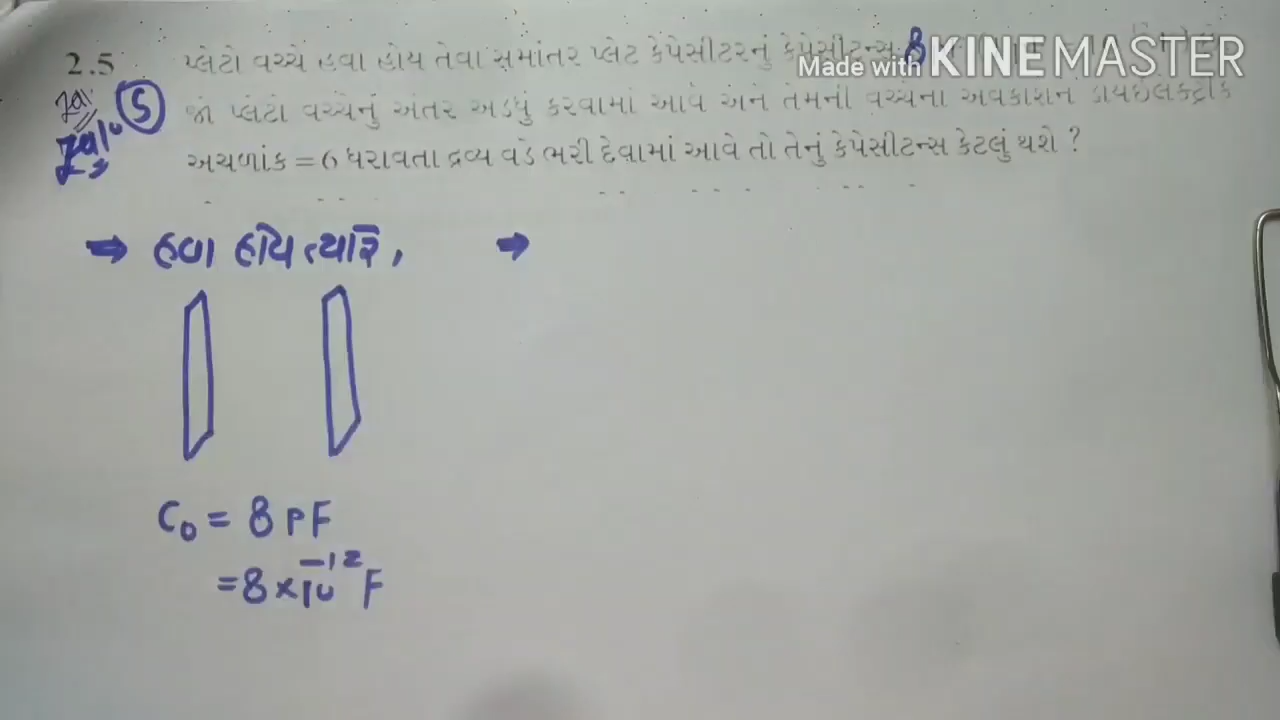 2.5 પ્લેટો વચ્ચે હવા હોય તેવા સમાંતર પ્લેટ કેપેસીટરનું કેપેસીટન્સ 8
Made with KINEMASTER
5 જો પ્લેટો વચ્ચેનું અંતર અડધું કરવામાં આવે અને તેમની વચ્ચેના અવકાશને ડાયઇલેક્ટ્રીક
અચળાંક = 6 ધરાવતા દ્રવ્ય વડે ભરી દેવામાં આવે તો તેનું કેપેસીટન્સ કેટલું થશે ?
➡ હવા હોય ત્યારે, ➡
C₀ = 8 PF
= 8 × 10⁻¹² F